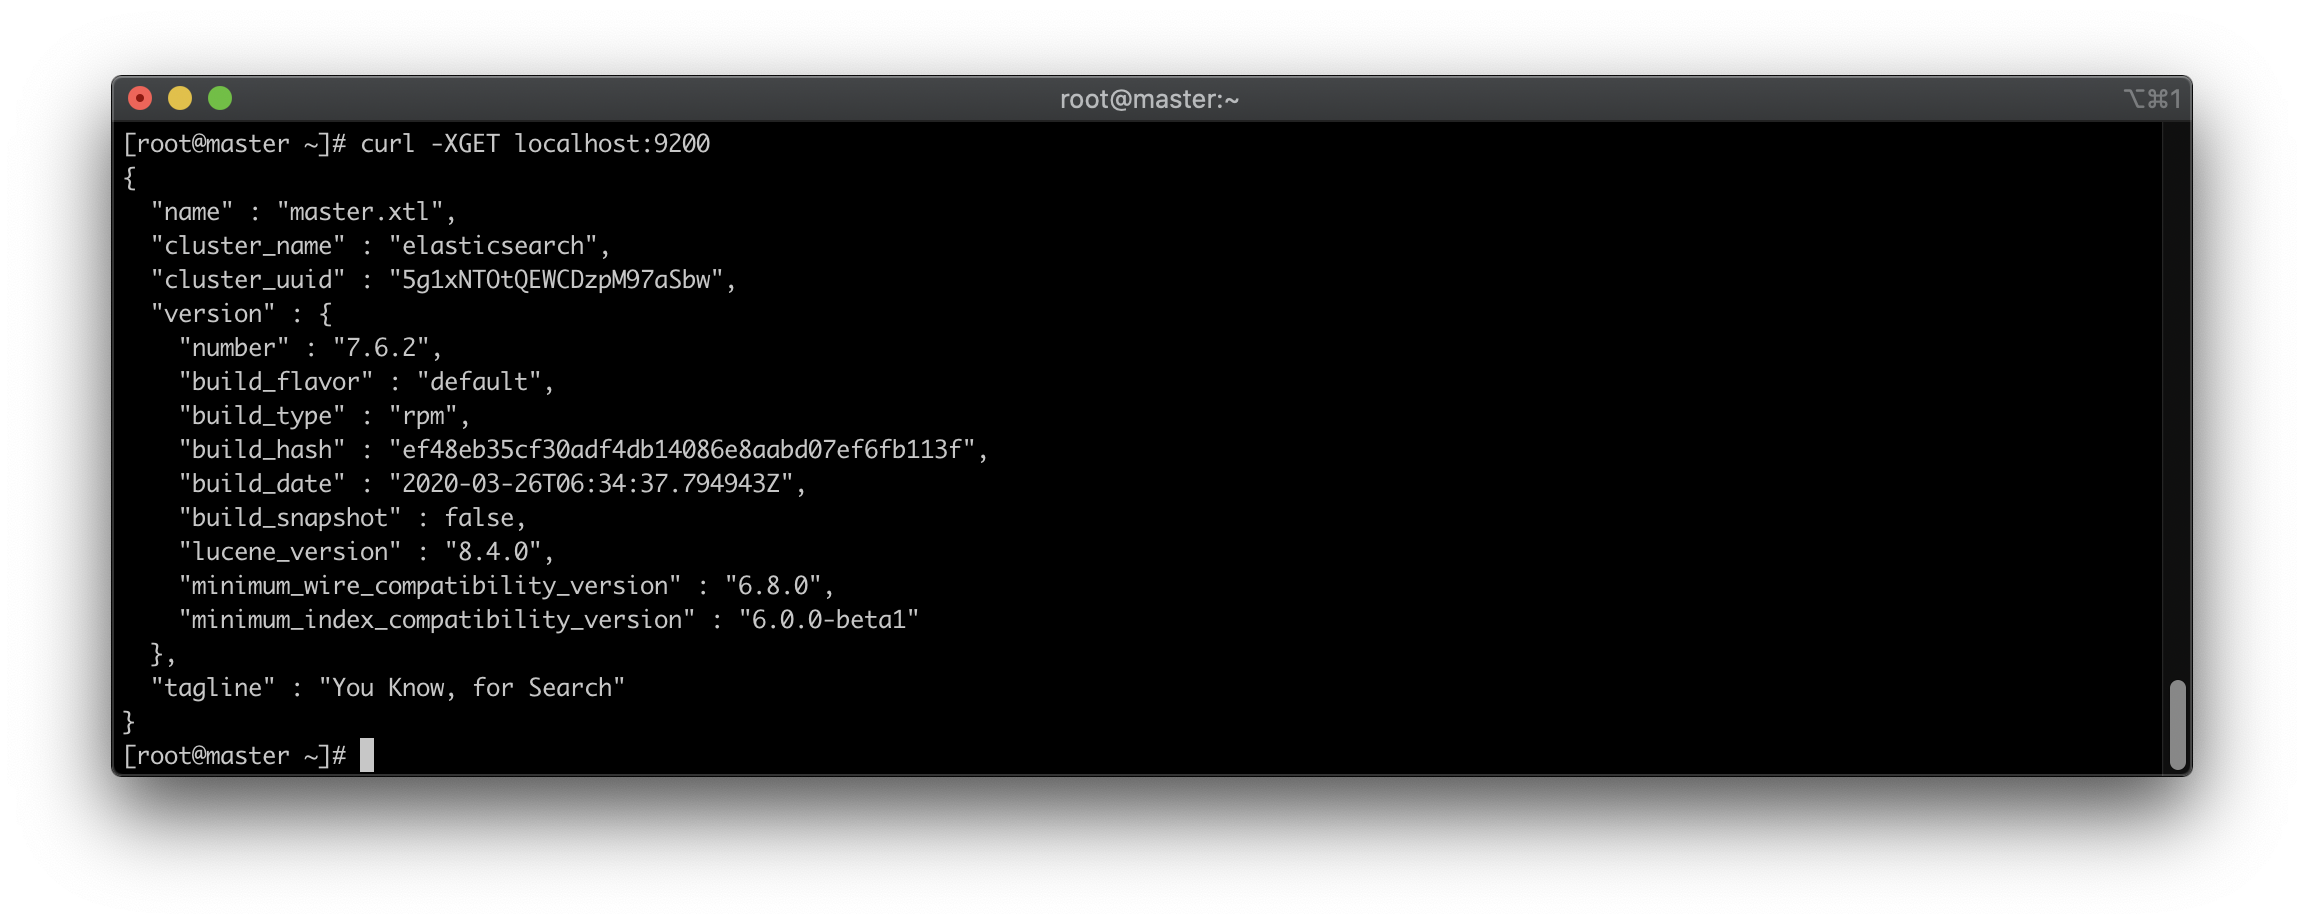 root@master:~
⌥⌘1
[root@master ~]# curl -XGET localhost:9200
{
  "name" : "master.xtl",
  "cluster_name" : "elasticsearch",
  "cluster_uuid" : "5g1xNTOtQEWCDzpM97aSbw",
  "version" : {
    "number" : "7.6.2",
    "build_flavor" : "default",
    "build_type" : "rpm",
    "build_hash" : "ef48eb35cf30adf4db14086e8aabd07ef6fb113f",
    "build_date" : "2020-03-26T06:34:37.794943Z",
    "build_snapshot" : false,
    "lucene_version" : "8.4.0",
    "minimum_wire_compatibility_version" : "6.8.0",
    "minimum_index_compatibility_version" : "6.0.0-beta1"
  },
  "tagline" : "You Know, for Search"
}
[root@master ~]#